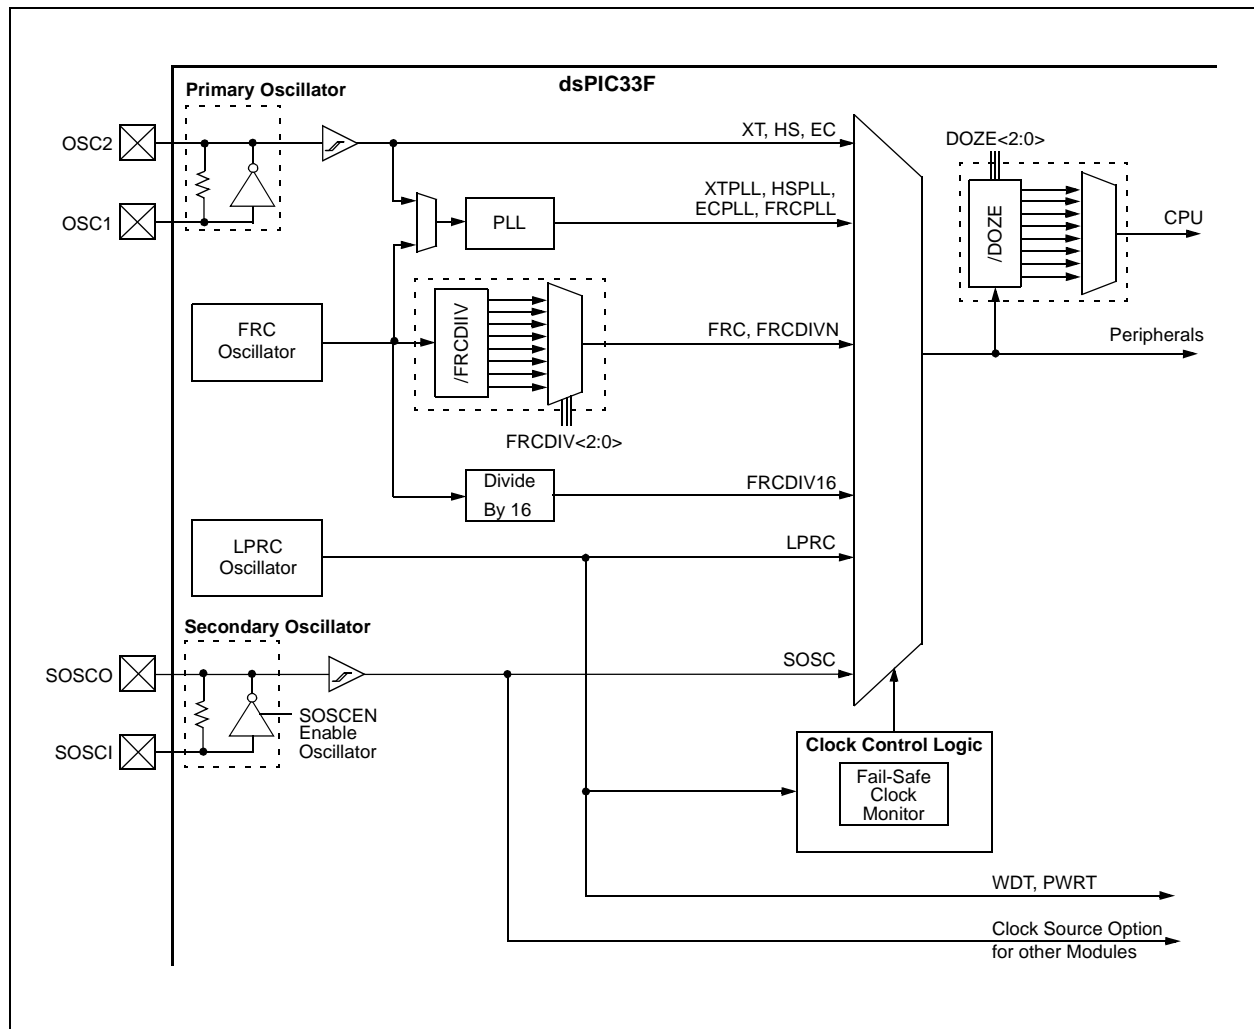 dsPIC33F
Primary Oscillator
OSC2
OSC1
XT, HS, EC
XTPLL, HSPLL,
ECPLL, FRCPLL
PLL
DOZE<2:0>
/DOZE
CPU
Peripherals
FRC
Oscillator
/FRCDIIV
FRC, FRCDIVN
FRCDIV<2:0>
Divide
By 16
FRCDIV16
LPRC
Oscillator
LPRC
Secondary Oscillator
SOSCO
SOSCI
SOSC
SOSCEN
Enable
Oscillator
Clock Control Logic
Fail-Safe
Clock
Monitor
WDT, PWRT
Clock Source Option
for other Modules